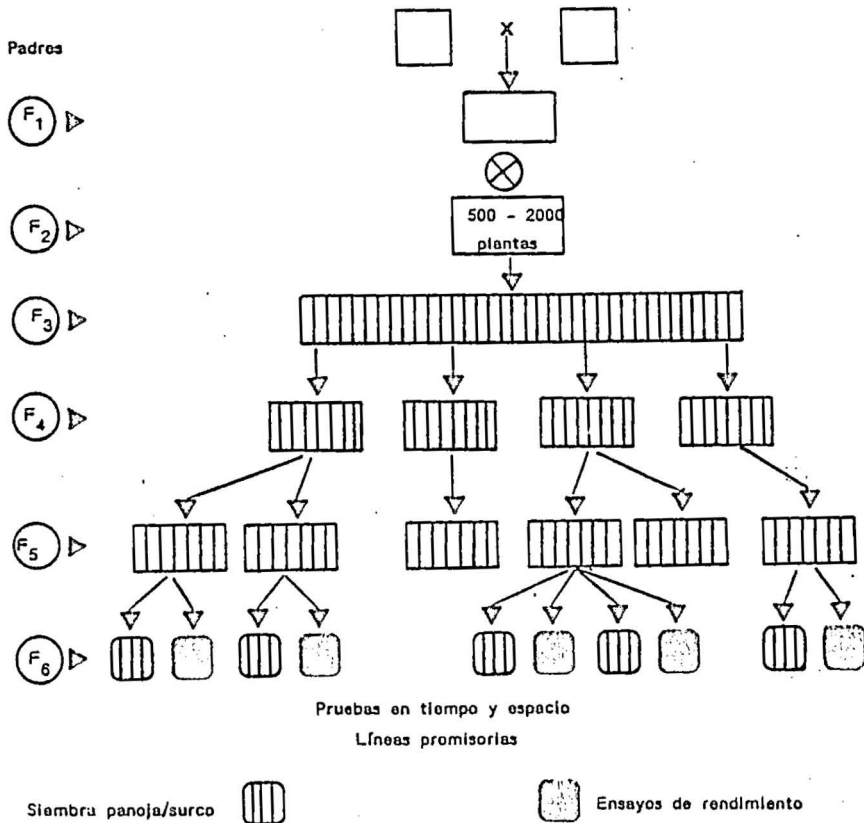 Padres
x
F1
F2
500 - 2000
plantas
F3
F4
F5
F6
Pruebas en tiempo y espacio
Líneas promisorias
Siembra panoja/surco
Ensayos de rendimiento